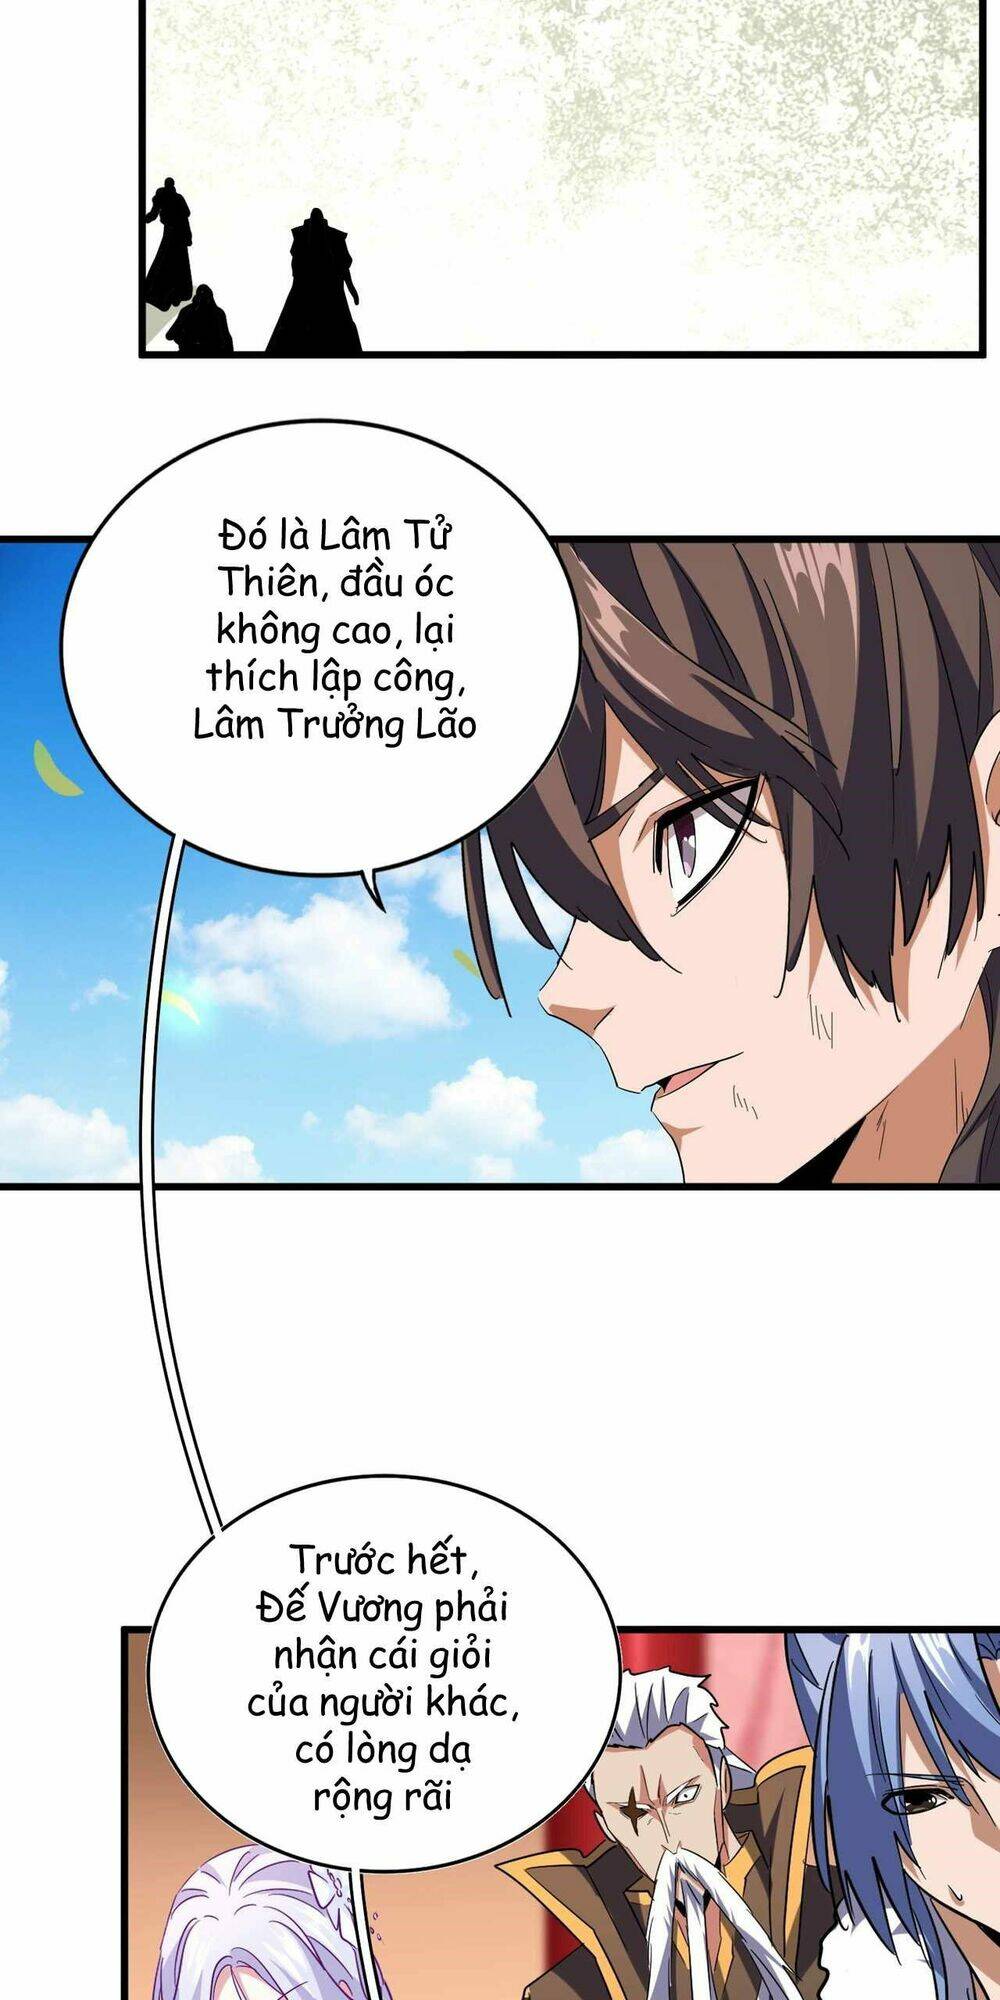 Đó là Lâm Tử
Thiên, đầu óc
không cao, lại
thích lập công,
Lâm Trưởng Lão
Trước hết,
Đế Vương phải
nhận cái giỏi
của người khác,
có lòng dạ
rộng rãi